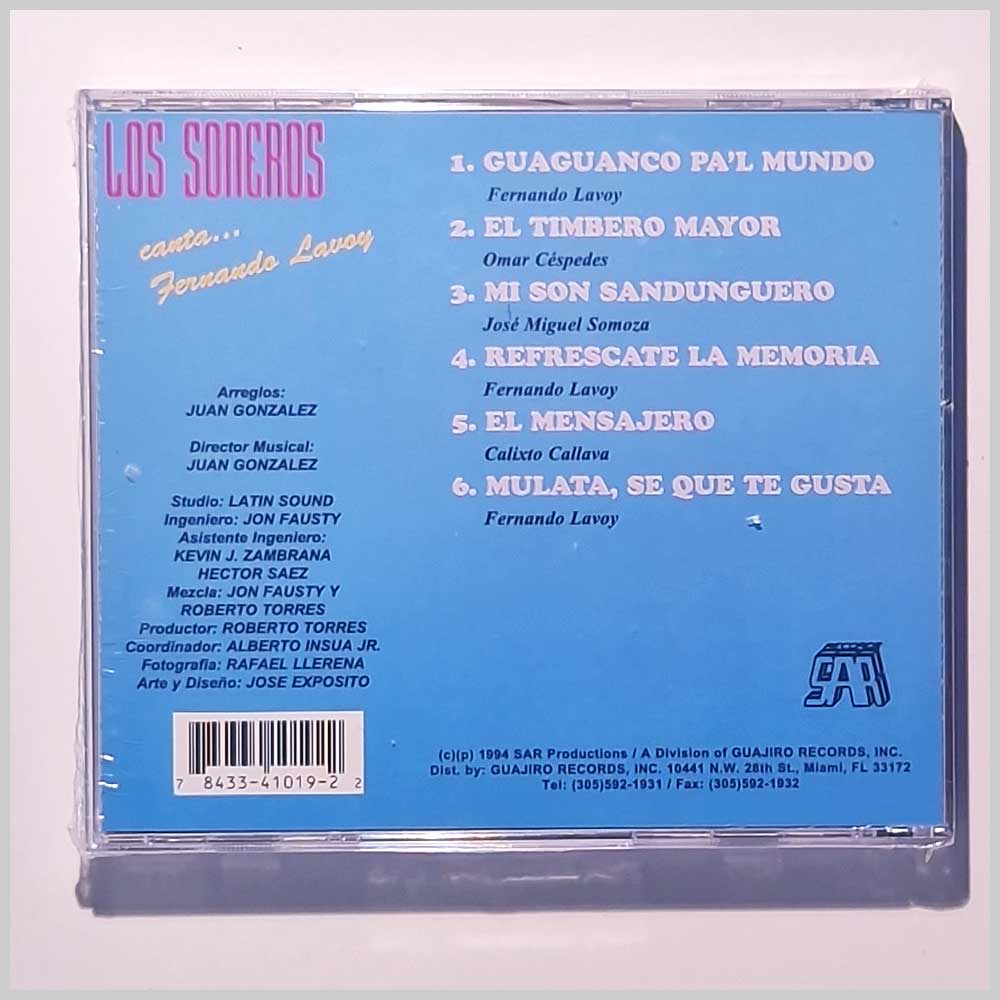 LOS SONEROS
canta...
Fernando Lavoy
Arreglos:
JUAN GONZALEZ
Director Musical:
JUAN GONZALEZ
Studio: LATIN SOUND
Ingeniero: JON FAUSTY
Asistente Ingeniero:
KEVIN J. ZAMBRANA
HECTOR SAEZ
Mezcla: JON FAUSTY Y
ROBERTO TORRES
Productor: ROBERTO TORRES
Coordinador: ALBERTO INSUA JR.
Fotografia: RAFAEL LLERENA
Arte y Diseño: JOSE EXPOSITO
7 8433-41019-2 2
1. GUAGUANCO PA'L MUNDO
Fernando Lavoy
2. EL TIMBERO MAYOR
Omar Céspedes
3. MI SON SANDUNGUERO
José Miguel Somoza
4. REFRESCATE LA MEMORIA
Fernando Lavoy
5. EL MENSAJERO
Calixto Callava
6. MULATA, SE QUE TE GUSTA
Fernando Lavoy
SAR
(c)(p) 1994 SAR Productions / A Division of GUAJIRO RECORDS, INC.
Dist. by: GUAJIRO RECORDS, INC. 10441 N.W. 28th St., Miami, FL 33172
Tel: (305)592-1931 / Fax: (305)592-1932